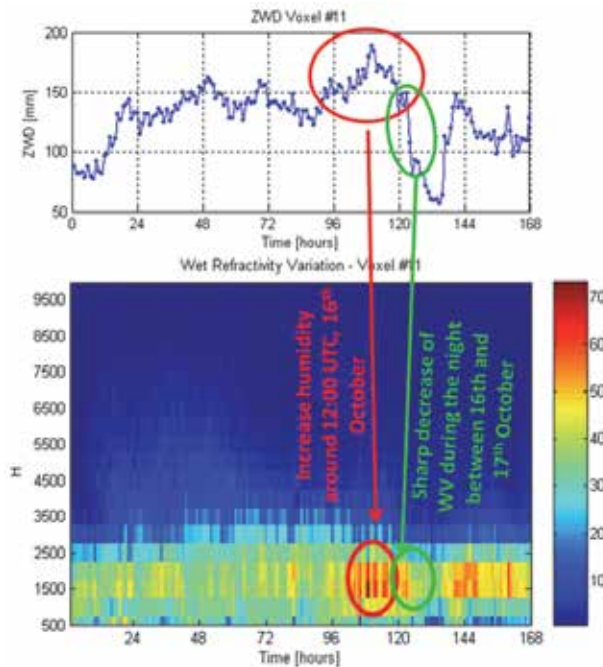 ZWD Voxel #11
200
150
100
50
ZWD [mm]
0 24 48 72 96 120 144 168
Time [hours]
Wet Refractivity Variation - Voxel #11
9500
8500
7500
6500
5500
4500
3500
2500
1500
500
H
Increase humidity
around 12:00 UTC, 16th
October
Sharp decrease of
WV during the night
between 16th and
17th October
24 48 72 96 120 144 168
Time [hours]
70
60
50
40
30
20
10